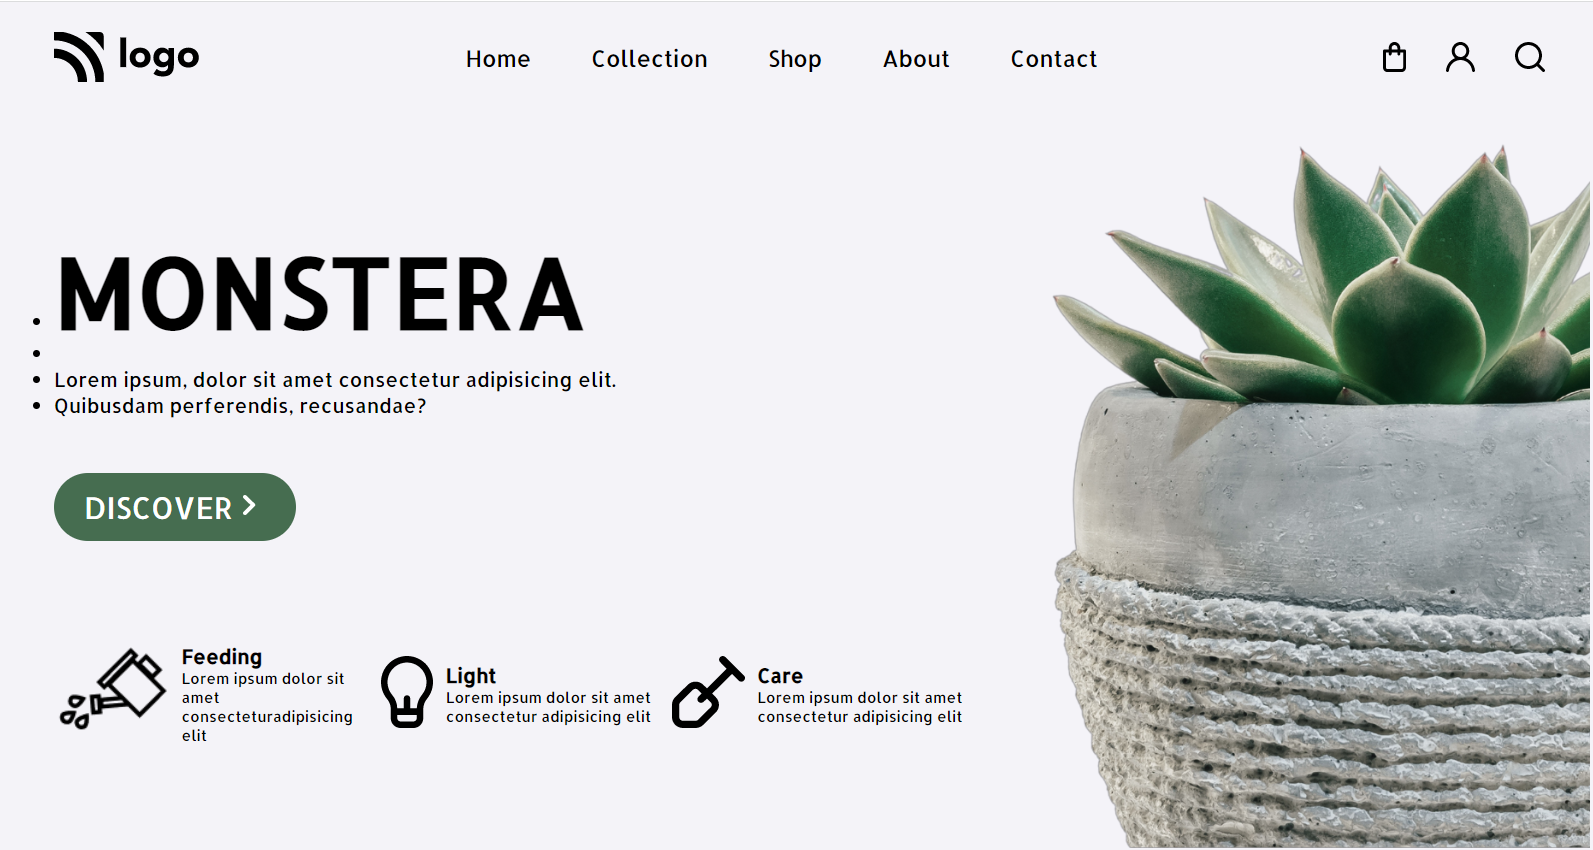 logo
Home Collection Shop About Contact
MONSTERA
Lorem ipsum, dolor sit amet consectetur adipisicing elit.
Quibusdam perferendis, recusandae?
DISCOVER
Feeding
Lorem ipsum dolor sit
amet
consecteturadipisicing
elit
Light
Lorem ipsum dolor sit amet
consectetur adipisicing elit
Care
Lorem ipsum dolor sit amet
consectetur adipisicing elit